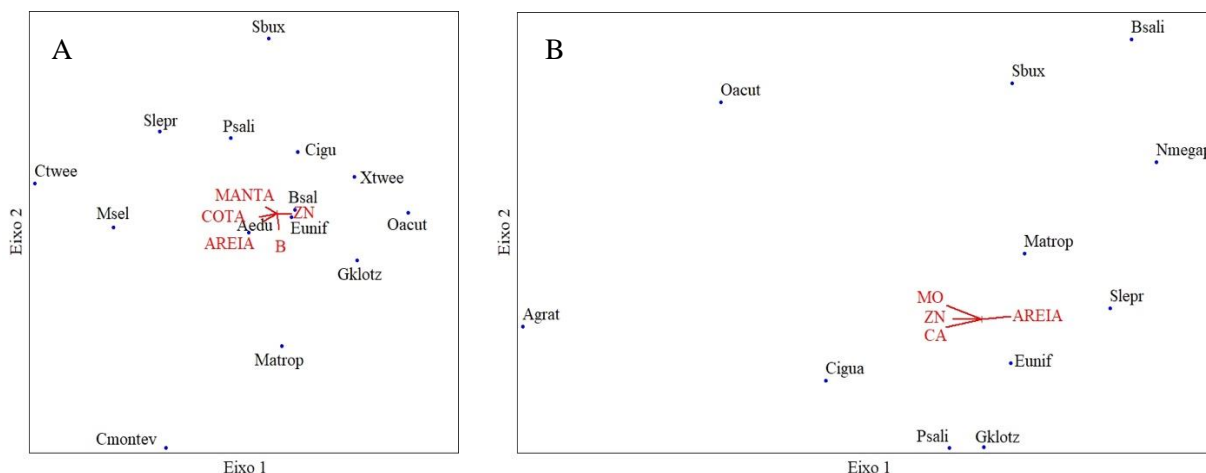 A
Sbux
Slepr
Psali
Cigu
Ctwee
Xtwee
MANTA
Bsal
Msel
COTA
ZN
Aedu
Eunif
Oacut
AREIA
B
Gklotz
Matrop
Cmontev
Eixo 2
Eixo 1
B
Bsali
Sbux
Oacut
Nmegap
Matrop
MO
Slepr
ZN
AREIA
Agrat
CA
Eunif
Cigua
Psali
Gklotz
Eixo 2
Eixo 1